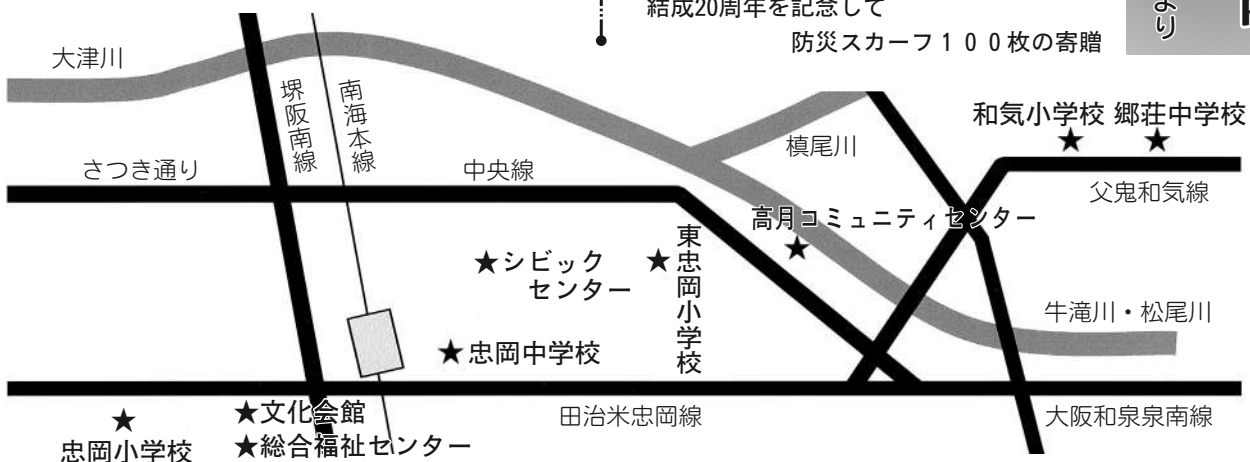 結成20周年を記念して
防災スカーフ１００枚の寄贈
より
大津川
堺阪南線
南海本線
槙尾川
和気小学校 郷荘中学校
★ ★
さつき通り
中央線
父鬼和気線
高月コミュニティセンター
★
★シビック
センター
★東忠岡小学校
牛滝川・松尾川
★忠岡中学校
★
忠岡小学校
★文化会館
★総合福祉センター
田治米忠岡線
大阪和泉泉南線